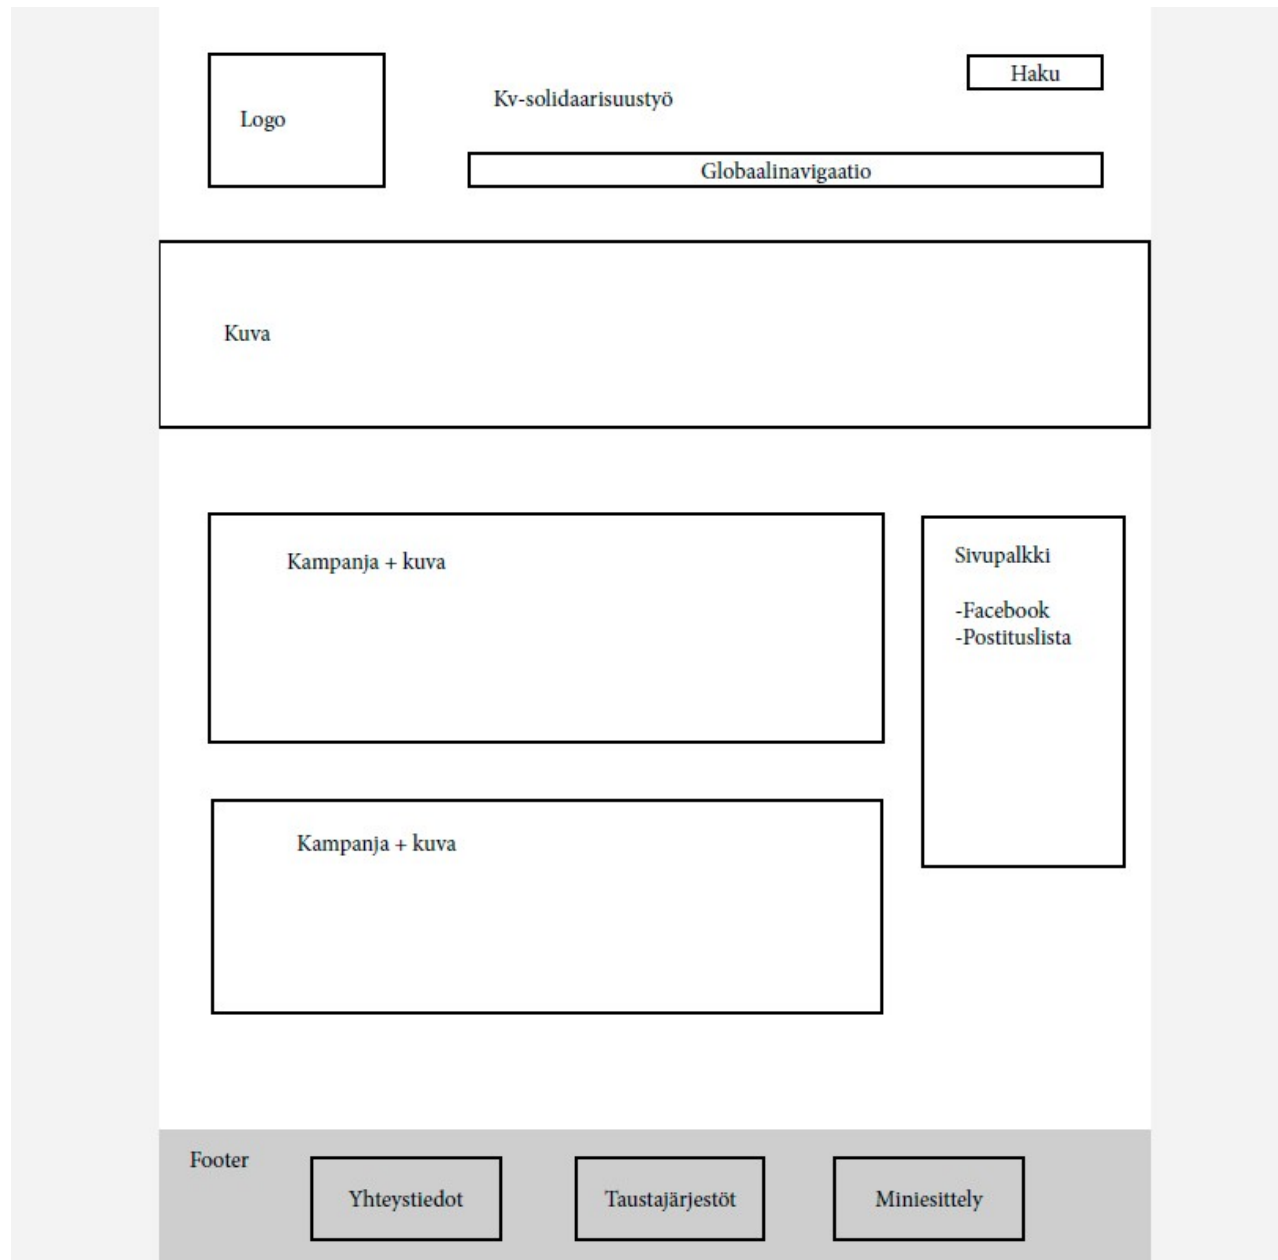 Logo
Kv-solidaarisuustyö
Haku
Globaalinavigaatio
Kuva
Kampanja + kuva
Sivupalkki
-Facebook
-Postituslista
Kampanja + kuva
Footer
Yhteystiedot
Taustajärjestöt
Miniesittely